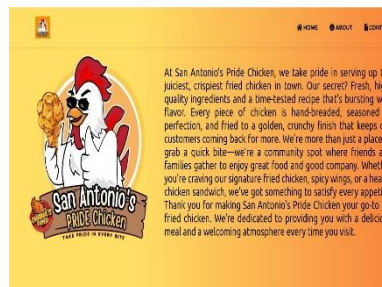 HOME ABOUT
At San Antonio's Pride Chicken, we take pride in serving up
juiciest, crispiest fried chicken in town. Our secret? Fresh,
quality ingredients and a time-tested recipe that's bursting
flavor. Every piece of chicken is hand-breaded, seasoned
perfection, and fried to a golden, crunchy finish that keeps
customers coming back for more. We're more than just a place
grab a quick bite—we're a community spot where friends
families gather to enjoy great food and good company.
you're craving our signature fried chicken, spicy wings, or a
chicken sandwich, we've got something to satisfy every
Thank you for making San Antonio's Pride Chicken your go-to
fried chicken. We're dedicated to providing you with a
meal and a welcoming atmosphere every time you visit.
San Antonio's
PRIDE Chicken
TAKE PRIDE IN EVERY BITE